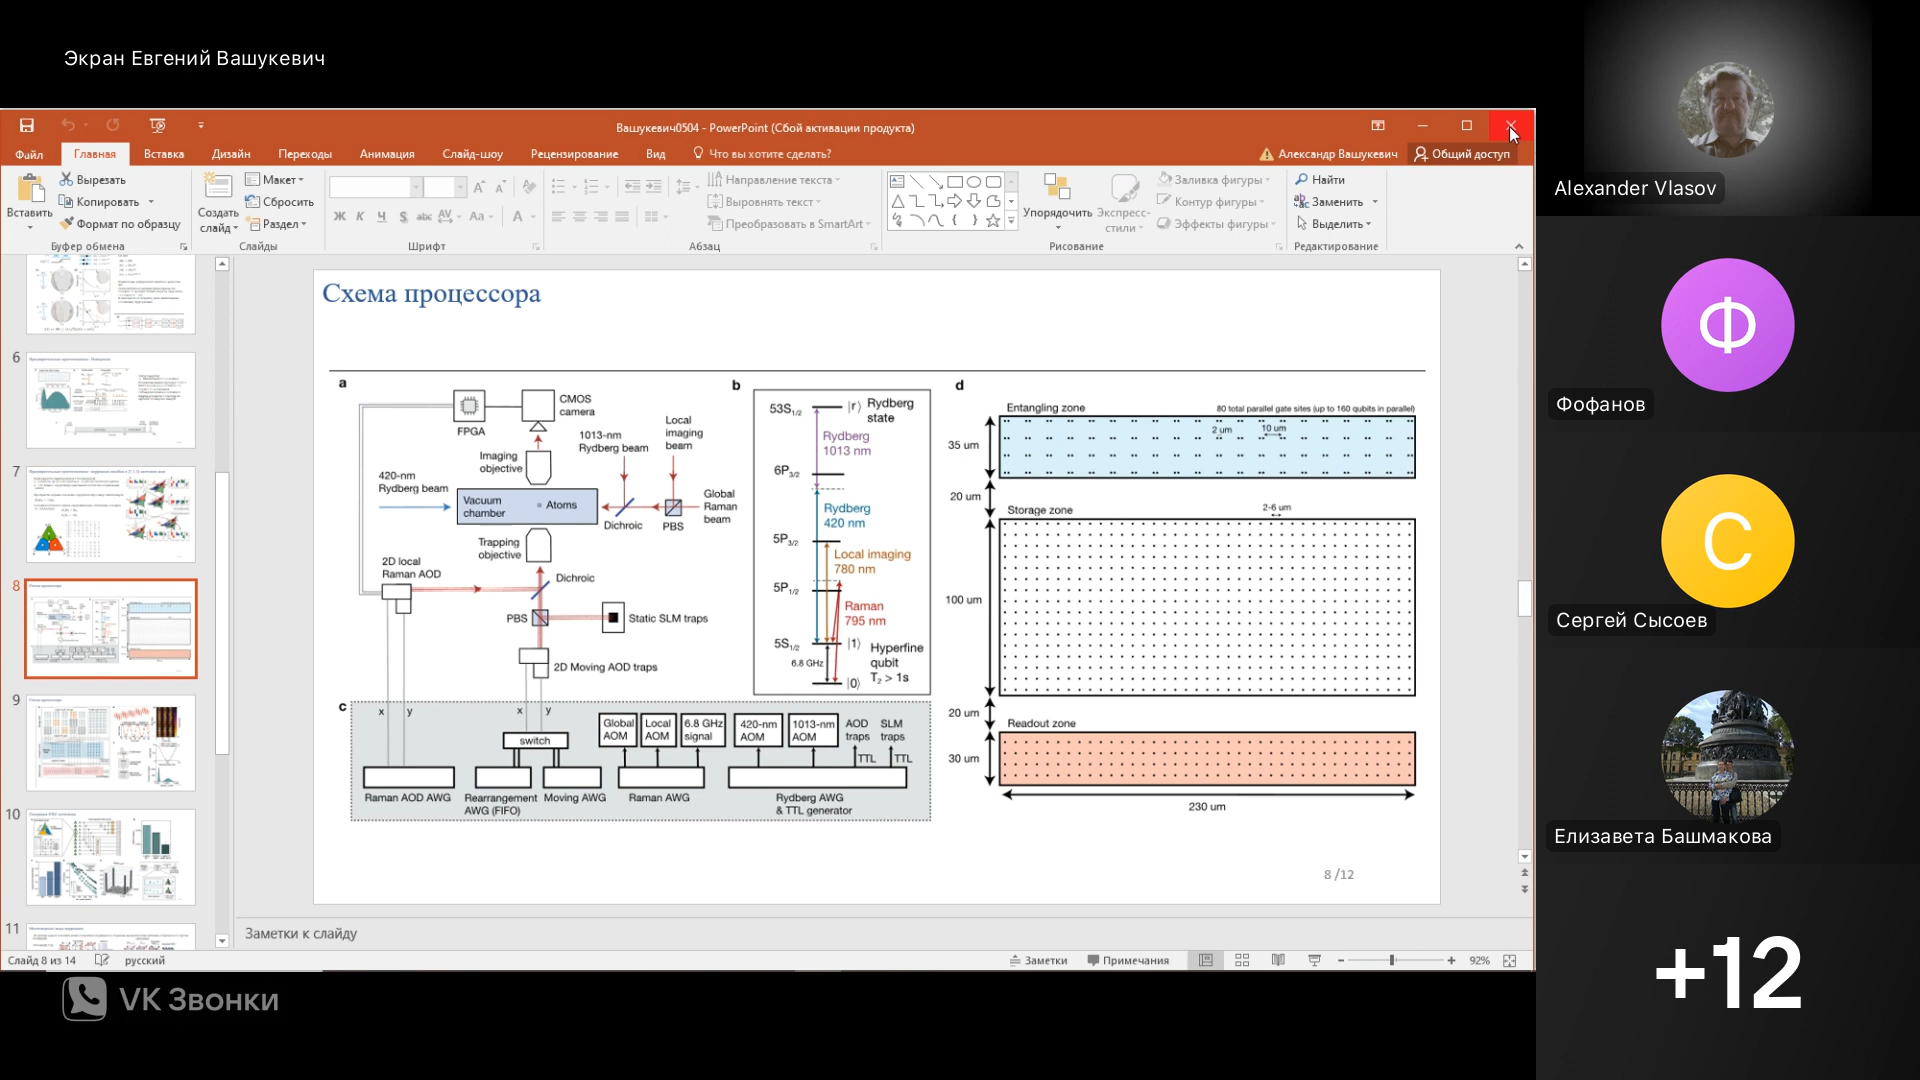 Экран Евгений Вашукевич
Вашукевич0504 - PowerPoint (Сбой активации продукта)
Файл Главная Вставка Дизайн Переходы Анимация Слайд-шоу Рецензирование Вид Что вы хотите сделать? Александр Вашукевич Общий доступ
Вставить
Вырезать
Копировать
Формат по образцу
Буфер обмена
Создать слайд
Макет
Сбросить
Раздел
Слайды
Ж К Ч S abc AV Aa A
Шрифт
Направление текста
Выровнять текст
Преобразовать в SmartArt
Абзац
Упорядочить
Экспресс-стили
Заливка фигуры
Контур фигуры
Эффекты фигуры
Рисование
Найти
Заменить
Выделить
Редактирование
6
7
8
9
10
11
Схема процессора
a
FPGA
CMOS
camera
Imaging
objective
1013-nm
Rydberg beam
Local
imaging
beam
420-nm
Rydberg beam
Vacuum
chamber
Atoms
Dichroic
PBS
Global
Raman
beam
Trapping
objective
2D local
Raman AOD
Dichroic
PBS
Static SLM traps
2D Moving AOD traps
b
53S1/2
|r⟩ Rydberg
state
Rydberg
1013 nm
6P3/2
Rydberg
420 nm
5P3/2
Local imaging
780 nm
5P1/2
Raman
795 nm
5S1/2
|1⟩
6.8 GHz
Hyperfine
qubit
T2 > 1s
|0⟩
c
x y
x y
switch
Global
AOM
Local
AOM
6.8 GHz
signal
420-nm
AOM
1013-nm
AOM
AOD
traps
SLM
traps
TTL
TTL
Raman AOD AWG
Rearrangement
AWG (FIFO)
Moving AWG
Raman AWG
Rydberg AWG
& TTL generator
d
Entangling zone
80 total parallel gate sites (up to 160 qubits in parallel)
2 um
10 um
35 um
20 um
Storage zone
2-6 um
100 um
20 um
Readout zone
30 um
230 um
8 /12
Заметки к слайду
Слайд 8 из 14 русский Заметки Примечания 92%
VK Звонки
Alexander Vlasov
Ф
Фофанов
С
Сергей Сысоев
Елизавета Башмакова
+12